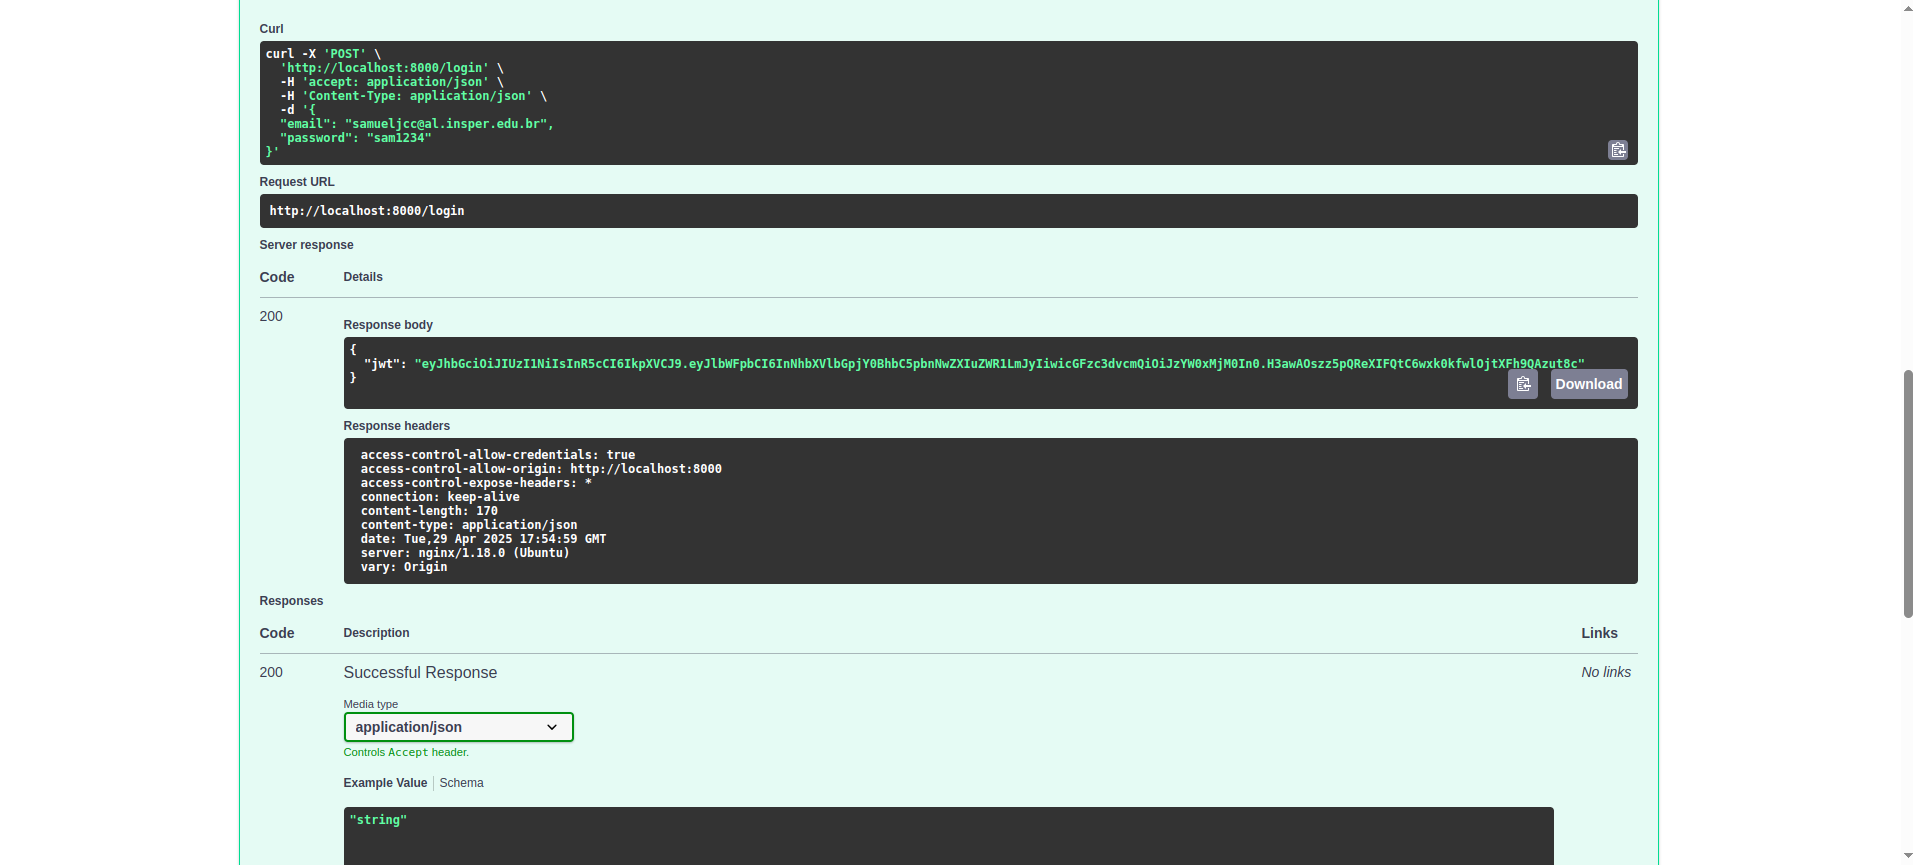 Curl
curl -X 'POST' \
'http://localhost:8000/login' \
-H 'accept: application/json' \
-H 'Content-Type: application/json' \
-d '{
"email": "samueljcc@al.insper.edu.br",
"password": "sam1234"
}'
Request URL
http://localhost:8000/login
Server response
Code Details
200
Response body
{
"jwt": "eyJhbGciOiJIUzI1NiIsInR5cCI6IkpXVCJ9.eyJlbWFpbCI6InNhbXVlbGpjY0BhbC5pbnNwZXIuZWR1LmJyIiwicGFzc3dvcmQiOiJzYW0xMjM0In0.H3awAOszz5pQReXIFQtC6wxk0kfwlOjtXFh9QAzut8c"
}
Download
Response headers
access-control-allow-credentials: true
access-control-allow-origin: http://localhost:8000
access-control-expose-headers: *
connection: keep-alive
content-length: 170
content-type: application/json
date: Tue,29 Apr 2025 17:54:59 GMT
server: nginx/1.18.0 (Ubuntu)
vary: Origin
Responses
Code Description Links
200 Successful Response No links
Media type
application/json
Controls Accept header.
Example Value Schema
"string"